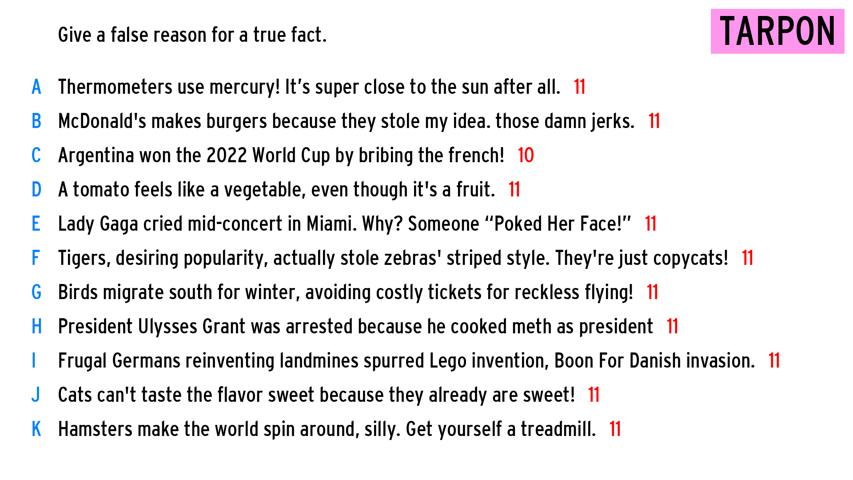 Give a false reason for a true fact.
TARPON
A Thermometers use mercury! It’s super close to the sun after all. 11
B McDonald's makes burgers because they stole my idea. those damn jerks. 11
C Argentina won the 2022 World Cup by bribing the french! 10
D A tomato feels like a vegetable, even though it's a fruit. 11
E Lady Gaga cried mid-concert in Miami. Why? Someone “Poked Her Face!” 11
F Tigers, desiring popularity, actually stole zebras' striped style. They're just copycats! 11
G Birds migrate south for winter, avoiding costly tickets for reckless flying! 11
H President Ulysses Grant was arrested because he cooked meth as president 11
I Frugal Germans reinventing landmines spurred Lego invention, Boon For Danish invasion. 11
J Cats can't taste the flavor sweet because they already are sweet! 11
K Hamsters make the world spin around, silly. Get yourself a treadmill. 11